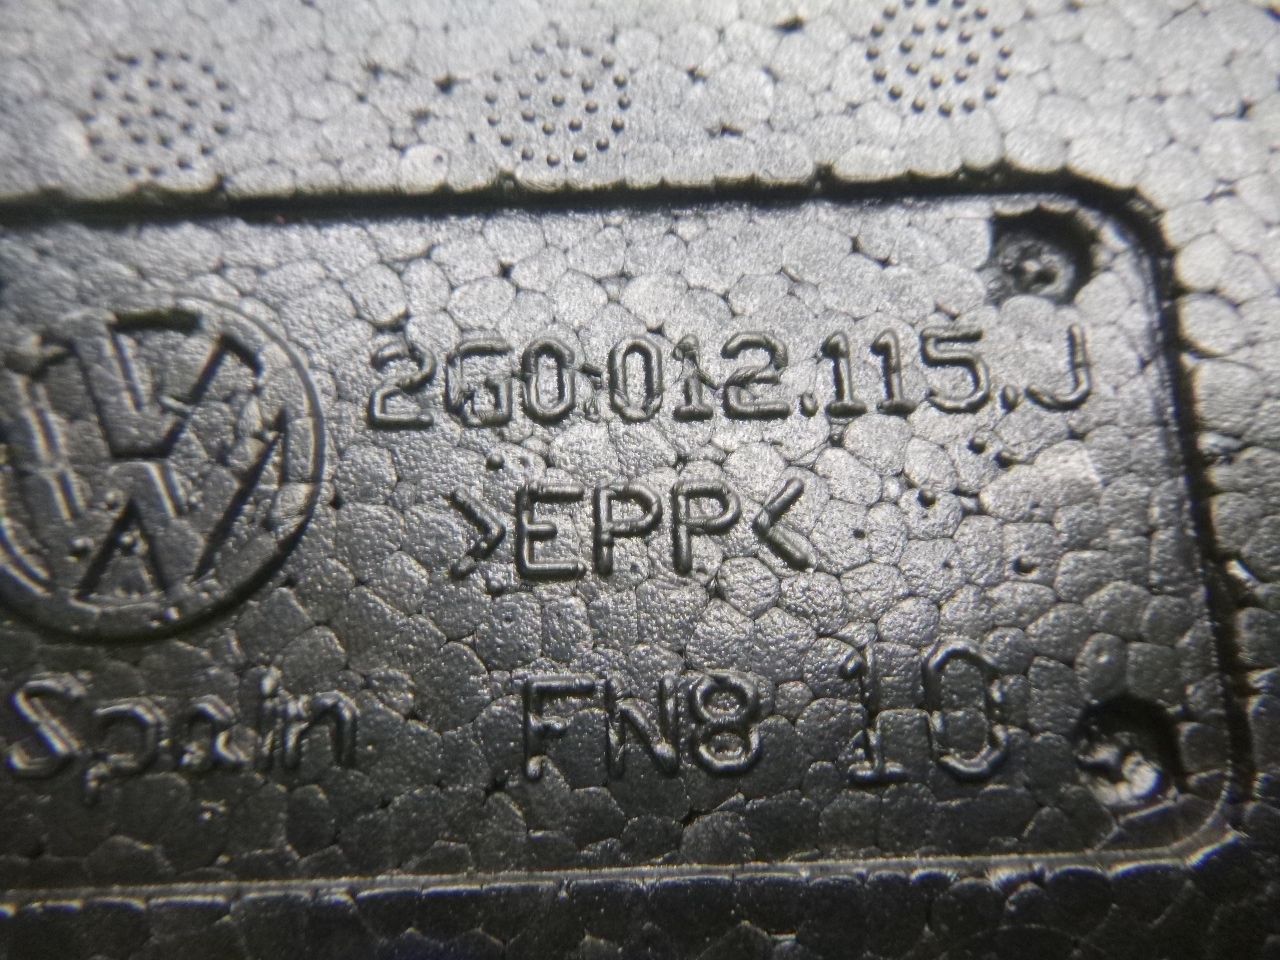 2G0.012.115.J
>EPP<
Spain FN8 10